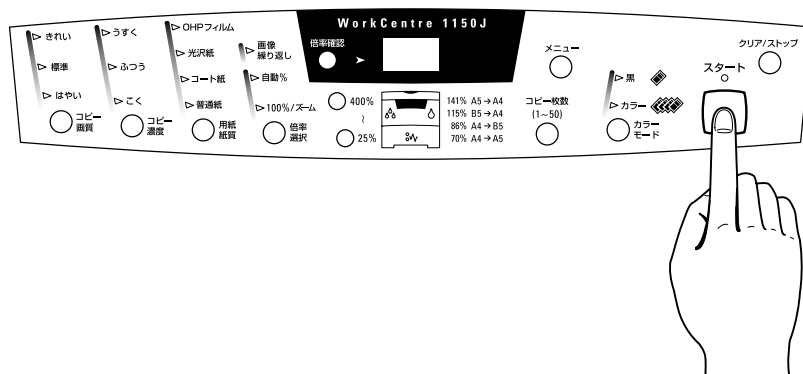 WorkCentre 1150J
きれい
標準
はやい
コピー
画質
うすく
ふつう
こく
コピー
濃度
OHPフィルム
光沢紙
コート紙
普通紙
用紙
紙質
画像
繰り返し
自動%
100%/ズーム
倍率
選択
倍率確認
400%
~
25%
141% A5→A4
115% B5→A4
86% A4→B5
70% A4→A5
メニュー
コピー枚数
(1~50)
黒
カラー
カラー
モード
スタート
クリア/ストップ